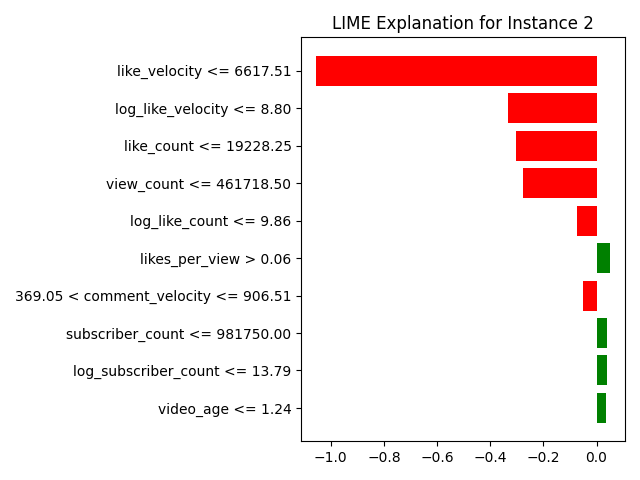 LIME Explanation for Instance 2
like_velocity <= 6617.51
log_like_velocity <= 8.80
like_count <= 19228.25
view_count <= 461718.50
log_like_count <= 9.86
likes_per_view > 0.06
369.05 < comment_velocity <= 906.51
subscriber_count <= 981750.00
log_subscriber_count <= 13.79
video_age <= 1.24
−1.0 −0.8 −0.6 −0.4 −0.2 0.0